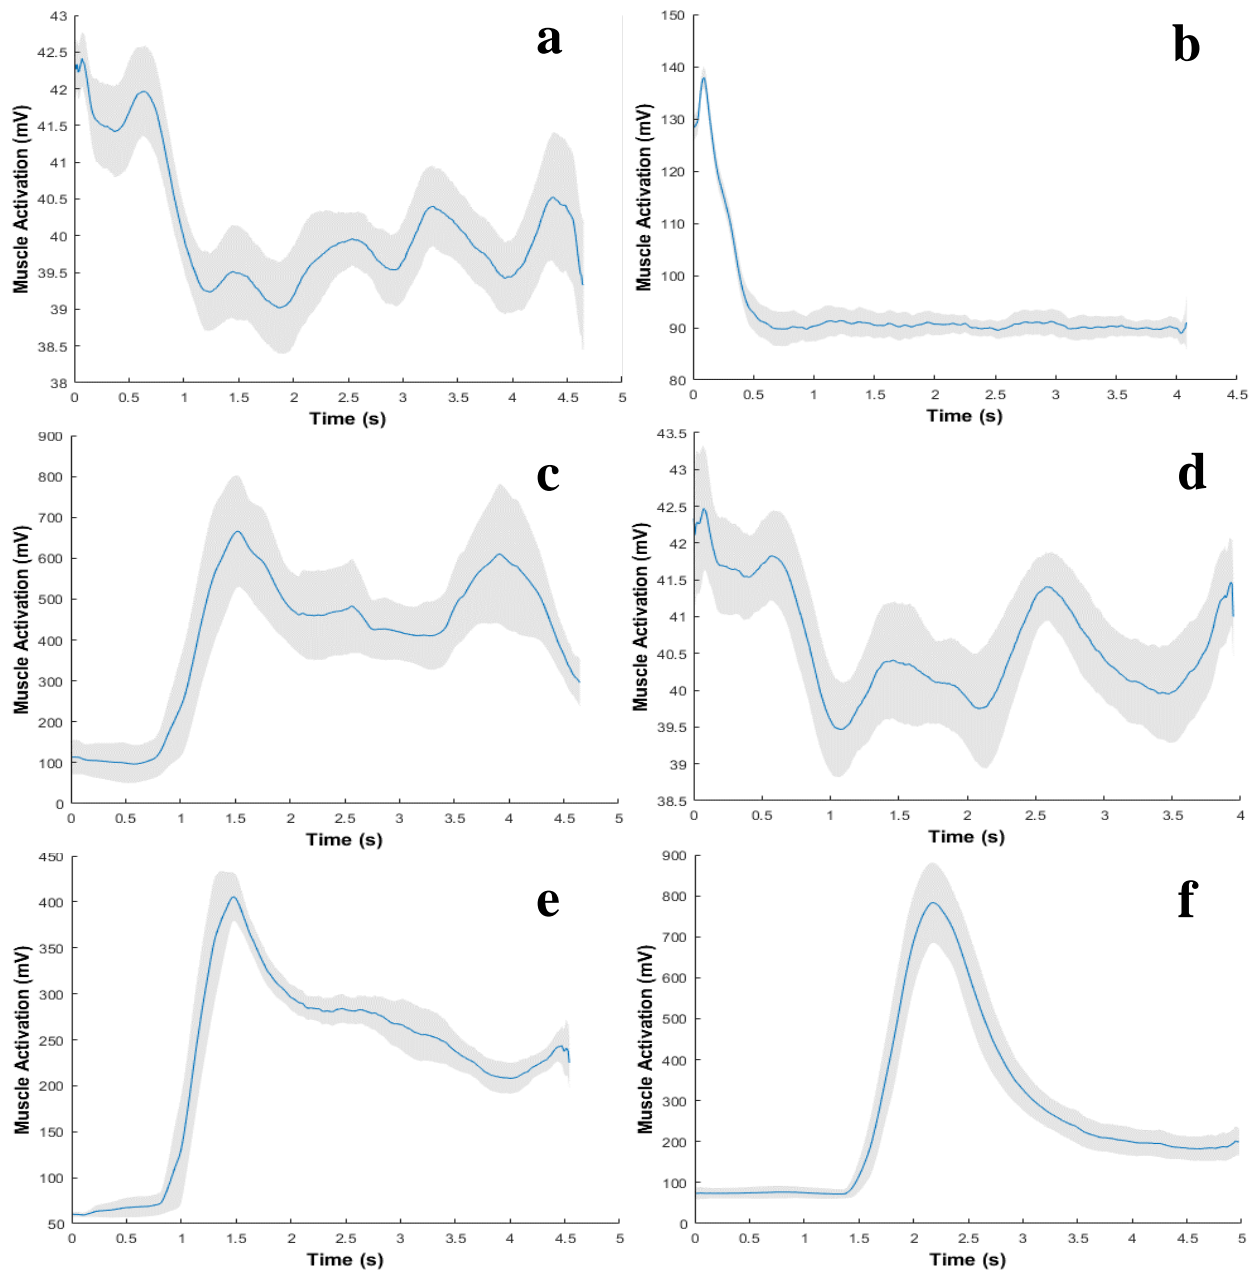 a
Muscle Activation (mV)
43
42.5
42
41.5
41
40.5
40
39.5
39
38.5
38
0 0.5 1 1.5 2 2.5 3 3.5 4 4.5 5
Time (s)
b
Muscle Activation (mV)
150
140
130
120
110
100
90
80
0 0.5 1 1.5 2 2.5 3 3.5 4 4.5
Time (s)
c
Muscle Activation (mV)
900
800
700
600
500
400
300
200
100
0
0 0.5 1 1.5 2 2.5 3 3.5 4 4.5 5
Time (s)
d
Muscle Activation (mV)
43.5
43
42.5
42
41.5
41
40.5
40
39.5
39
38.5
0 0.5 1 1.5 2 2.5 3 3.5 4
Time (s)
e
Muscle Activation (mV)
450
400
350
300
250
200
150
100
50
0 0.5 1 1.5 2 2.5 3 3.5 4 4.5 5
Time (s)
f
Muscle Activation (mV)
900
800
700
600
500
400
300
200
100
0
0 0.5 1 1.5 2 2.5 3 3.5 4 4.5 5
Time (s)